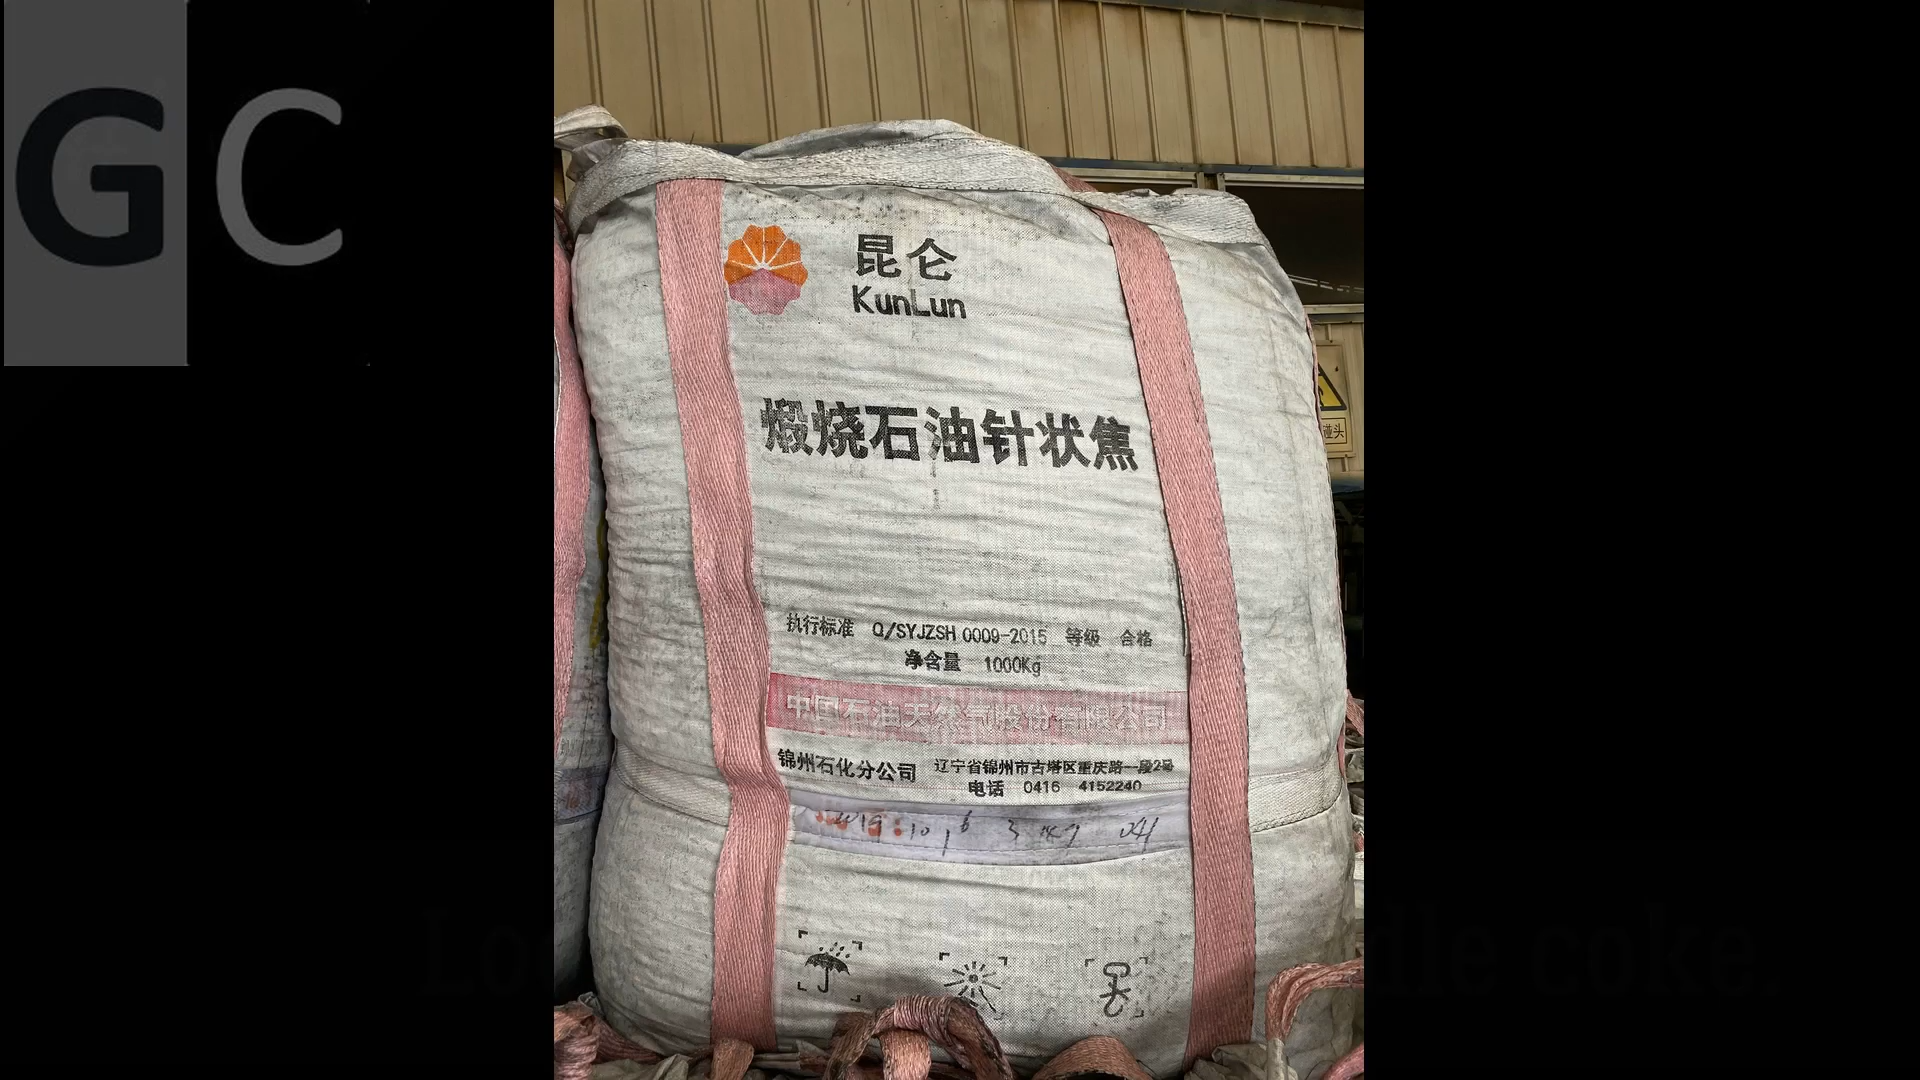 GC
昆仑
KunLun
煅烧石油针状焦
执行标准 Q/SYJZSH 0009-2015 等级 合格
净含量 1000Kg
中国石油天然气股份有限公司
锦州石化分公司 辽宁省锦州市古塔区重庆路一段2号
电话 0416 4152240
碰头
coke.